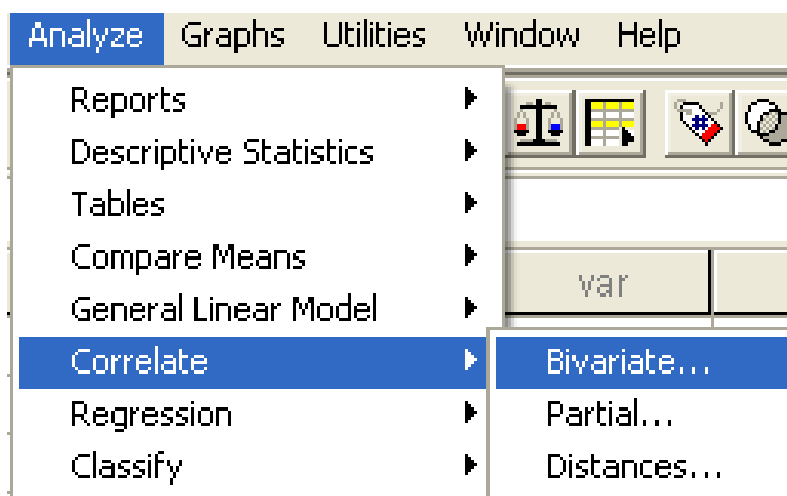 Analyze Graphs Utilities Window Help
Reports
Descriptive Statistics
Tables
Compare Means
var
General Linear Model
Correlate
Bivariate...
Regression
Partial...
Classify
Distances...